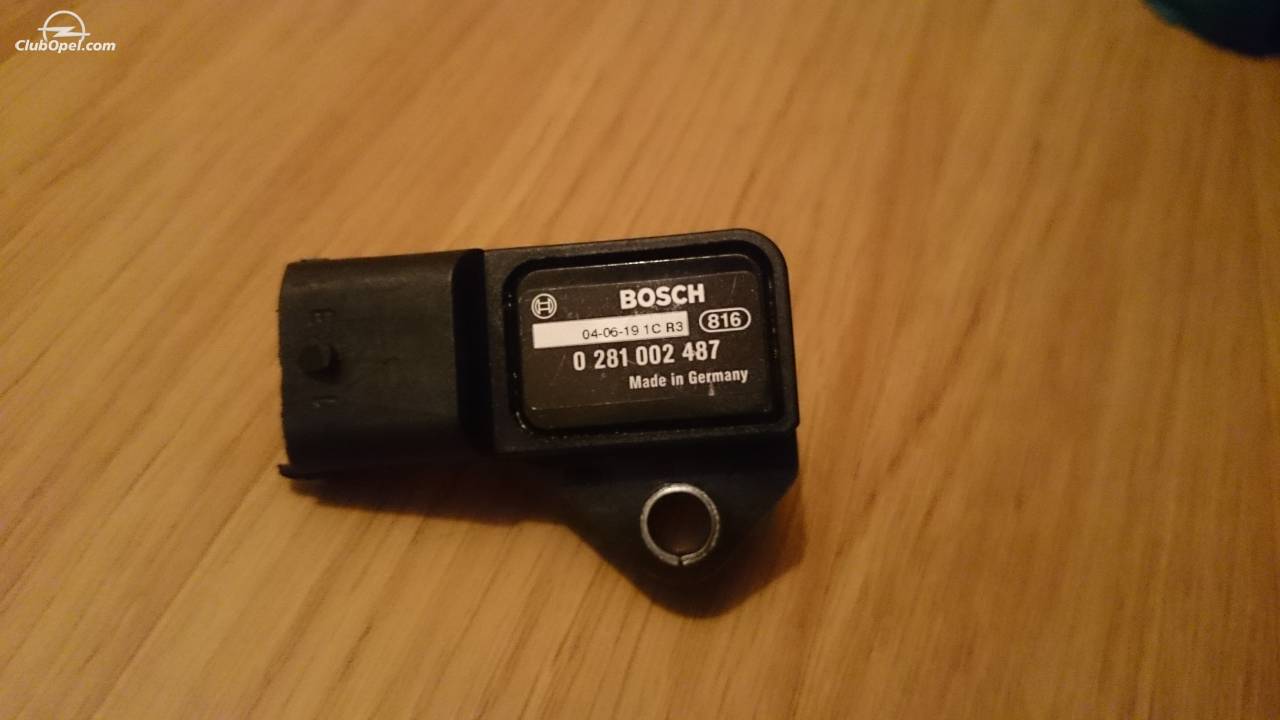 ClubOpel.com
BOSCH
04-06-19 1C R3 816
0 281 002 487
Made in Germany